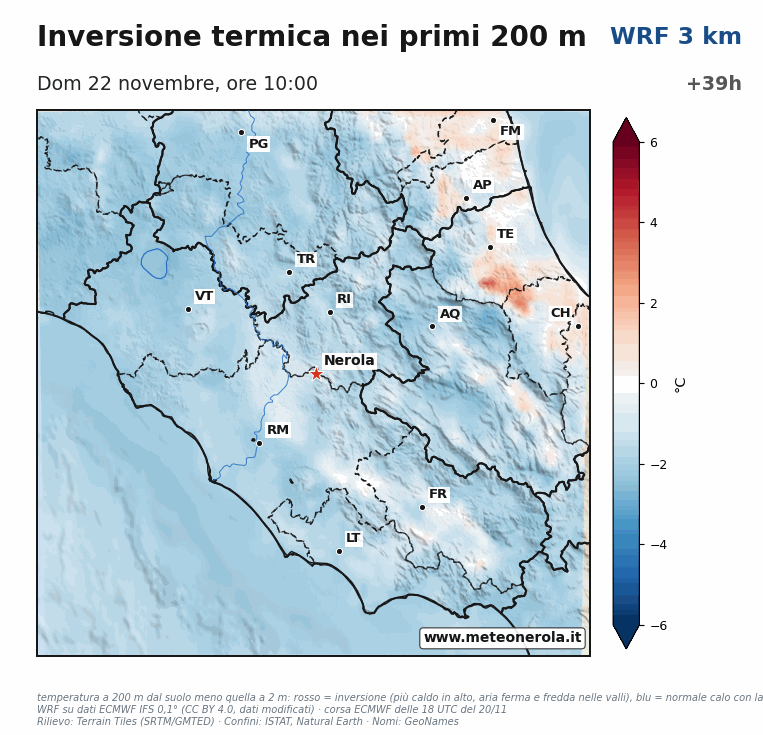 Inversione termica nei primi 200 m WRF 3 km
Dom 22 novembre, ore 10:00 +39h
FM
PG
AP
TE
TR
VT
RI
AQ
CH
Nerola
RM
FR
LT
www.meteonerola.it
6
4
2
0
−2
−4
−6
°C
temperatura a 200 m dal suolo meno quella a 2 m: rosso = inversione (più caldo in alto, aria ferma e fredda nelle valli), blu = normale calo con la
WRF su dati ECMWF IFS 0,1° (CC BY 4.0, dati modificati) · corsa ECMWF delle 18 UTC del 20/11
Rilievo: Terrain Tiles (SRTM/GMTED) · Confini: ISTAT, Natural Earth · Nomi: GeoNames